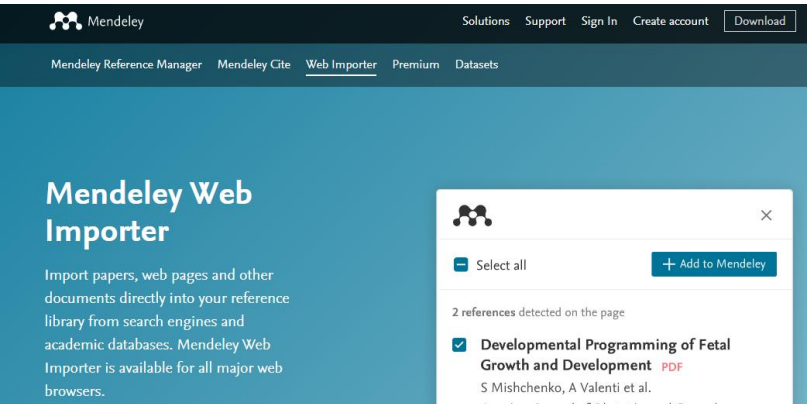 Mendeley
Solutions Support Sign In Create account Download
Mendeley Reference Manager Mendeley Cite Web Importer Premium Datasets
Mendeley Web
Importer
Import papers, web pages and other
documents directly into your reference
library from search engines and
academic databases. Mendeley Web
Importer is available for all major web
browsers.
Select all
+ Add to Mendeley
2 references detected on the page
Developmental Programming of Fetal
Growth and Development PDF
S Mishchenko, A Valenti et al.